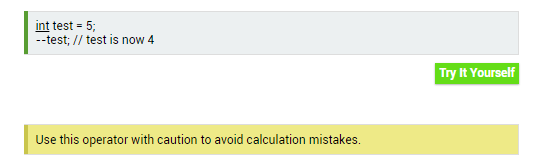 int test = 5;
--test; // test is now 4
Try It Yourself
Use this operator with caution to avoid calculation mistakes.